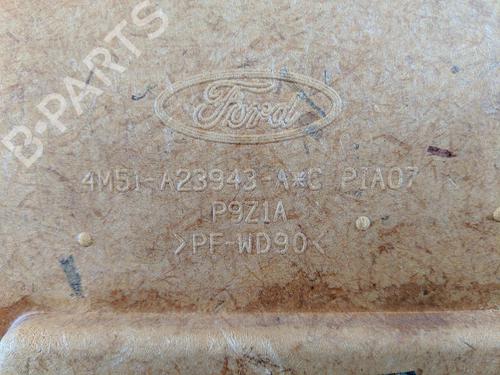 B-PARTS
Ford
4M51-A23943-A*C PIA07
P9Z1A
>PF-WD90<